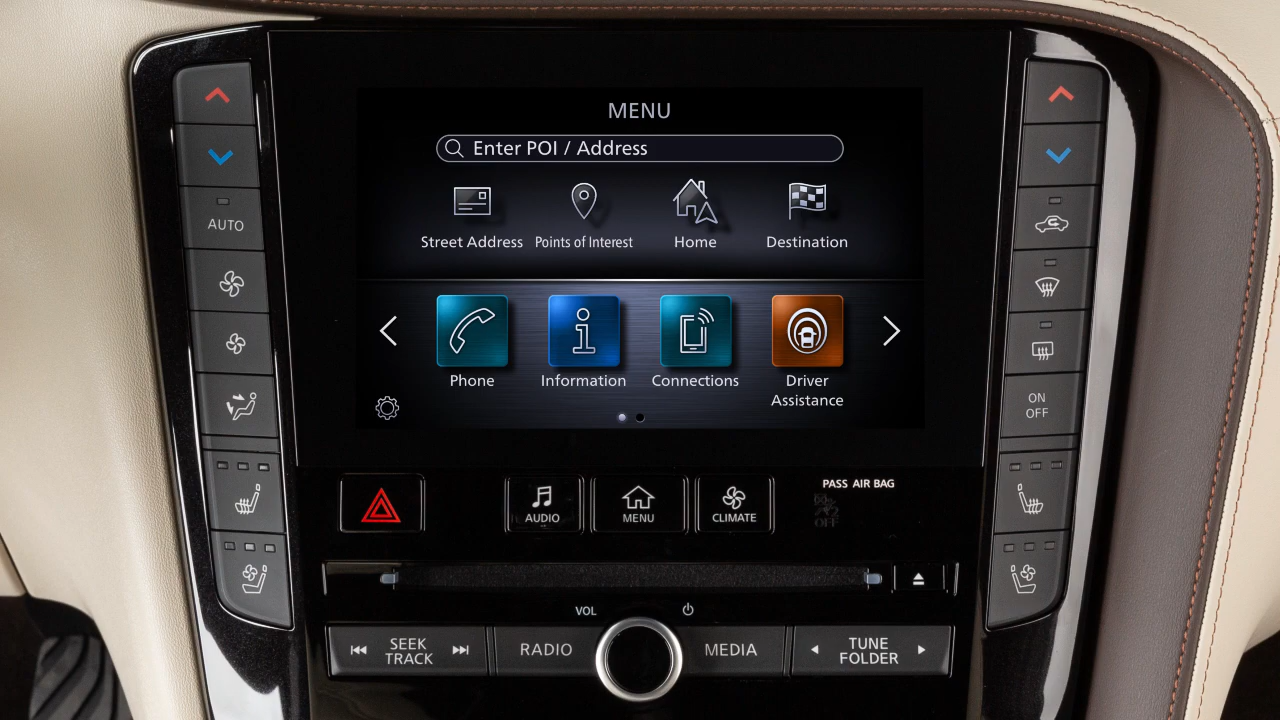 MENU
Enter POI / Address
Street Address
Points of Interest
Home
Destination
Phone
Information
Connections
Driver
Assistance
AUTO
ON
OFF
AUDIO
MENU
CLIMATE
PASS AIR BAG
OFF
VOL
SEEK
TRACK
RADIO
MEDIA
TUNE
FOLDER